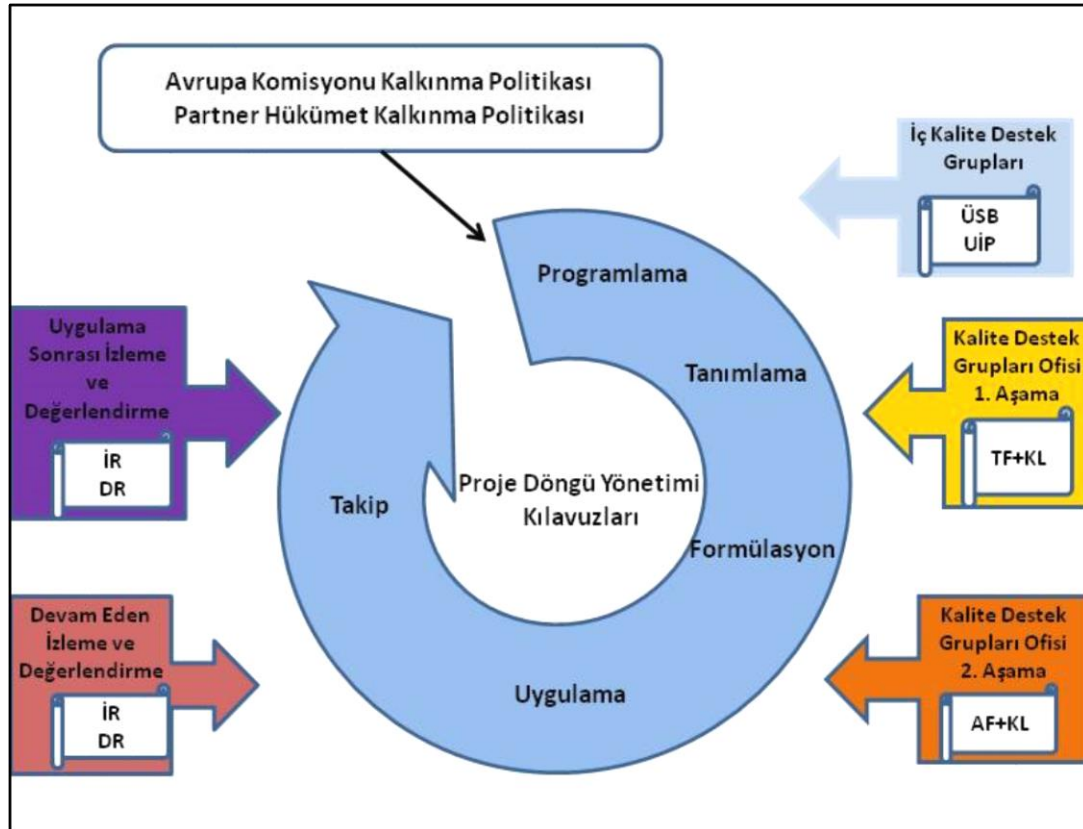 Avrupa Komisyonu Kalkınma Politikası
Partner Hükümet Kalkınma Politikası
İç Kalite Destek
Grupları
ÜSB
UİP
Programlama
Uygulama
Sonrası İzleme
ve
Değerlendirme
İR
DR
Tanımlama
Kalite Destek
Grupları Ofisi
1. Aşama
TF+KL
Takip
Proje Döngü Yönetimi
Kılavuzları
Formülasyon
Devam Eden
İzleme ve
Değerlendirme
İR
DR
Uygulama
Kalite Destek
Grupları Ofisi
2. Aşama
AF+KL